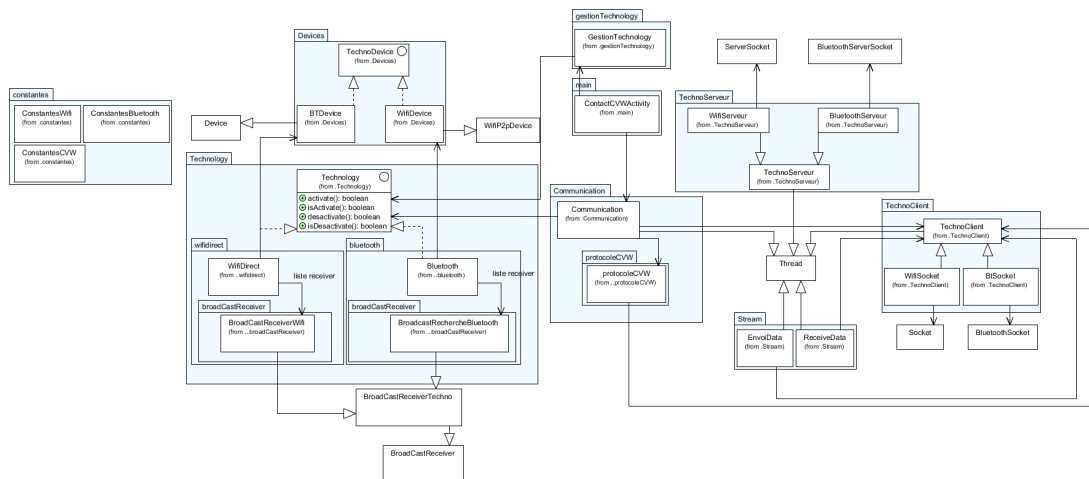 gestionTechnology
GestionTechnology
(from .gestionTechnology)
Devices
TechnoDevice
(from .Devices)
ServerSocket
BluetoothServerSocket
main
ContactCVWActivity
(from .main)
constantes
ConstantesWifi
(from .constantes)
ConstantesBluetooth
(from .constantes)
ConstantesCVW
(from .constantes)
Device
BTDevice
(from .Devices)
WifiDevice
(from .Devices)
WifiP2pDevice
TechnoServeur
WifiServeur
(from .TechnoServeur)
BluetoothServeur
(from .TechnoServeur)
TechnoServeur
(from .TechnoServeur)
Technology
Technology
(from .Technology)
activate(): boolean
isActivate(): boolean
desactivate(): boolean
isDesactivate(): boolean
Communication
Communication
(from .Communication)
TechnoClient
TechnoClient
(from .TechnoClient)
wifidirect
WifiDirect
(from ..wifidirect)
liste receiver
bluetooth
Bluetooth
(from ..bluetooth)
liste receiver
protocoleCVW
protocoleCVW
(from ..protocoleCVW)
Thread
WifiSocket
(from .TechnoClient)
BtSocket
(from .TechnoClient)
broadCastReceiver
BroadCastReceiverWifi
(from ...broadCastReceiver)
broadCastReceiver
BroadcastRechercheBluetooth
(from ...broadCastReceiver)
Stream
EnvoiData
(from .Stream)
ReceiveData
(from .Stream)
Socket
BluetoothSocket
BroadCastReceiverTechno
BroadCastReceiver